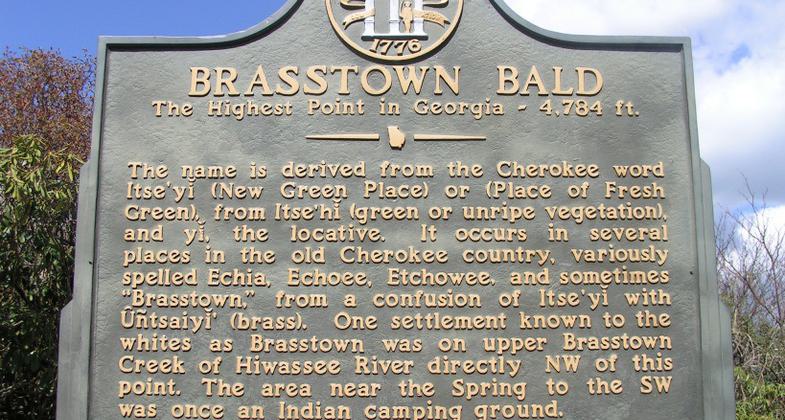 1776
BRASSTOWN BALD
The Highest Point in Georgia - 4,784 ft.
The name is derived from the Cherokee word
Itse'yĭ (New Green Place) or (Place of Fresh
Green), from Itse'hĭ (green or unripe vegetation),
and yĭ, the locative. It occurs in several
places in the old Cherokee country, variously
spelled Echia, Echoee, Etchowee, and sometimes
"Brasstown," from a confusion of Itse'yĭ with
Ûñtsaiyĭ' (brass). One settlement known to the
whites as Brasstown was on upper Brasstown
Creek of Hiwassee River directly NW of this
point. The area near the Spring to the SW
was once an Indian camping ground.